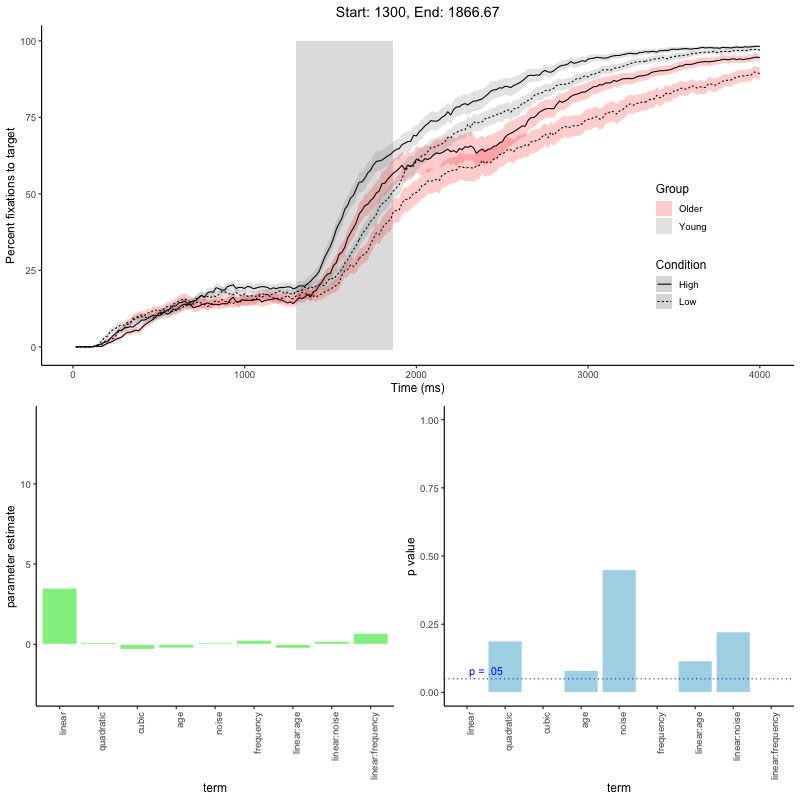 Start: 1300, End: 1866.67
Percent fixations to target
100
75
50
25
0
0
1000
2000
3000
4000
Time (ms)
Group
Older
Young
Condition
High
Low
parameter estimate
10
5
0
linear
quadratic
cubic
age
noise
frequency
linear:age
linear:noise
linear:frequency
term
p value
1.00
0.75
0.50
0.25
0.00
p = .05
linear
quadratic
cubic
age
noise
frequency
linear:age
linear:noise
linear:frequency
term